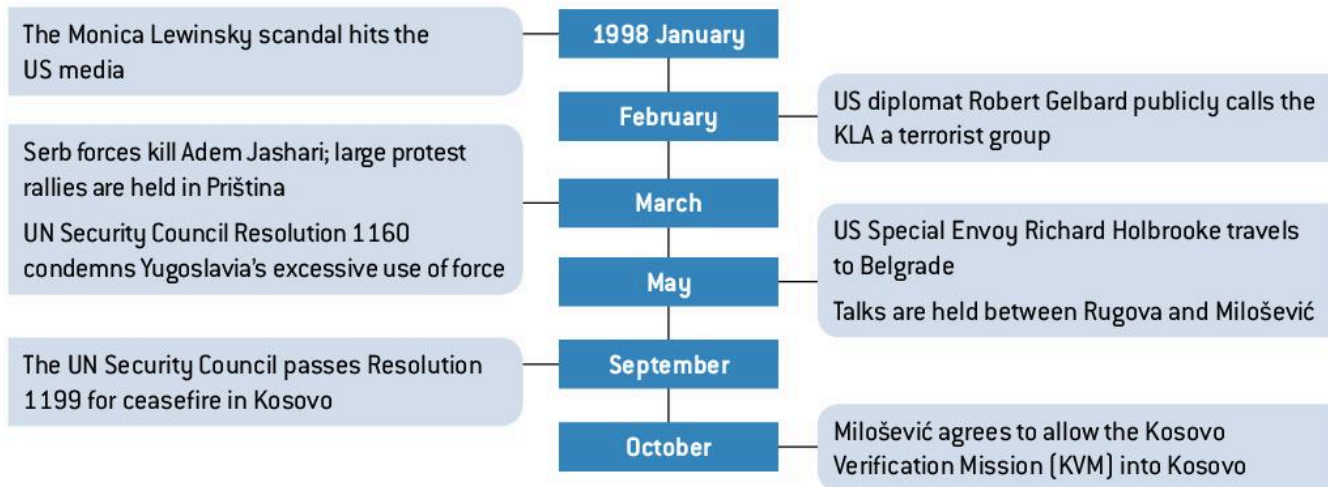 The Monica Lewinsky scandal hits the
US media
1998 January
February
US diplomat Robert Gelbard publicly calls the
KLA a terrorist group
Serb forces kill Adem Jashari; large protest
rallies are held in Priština
UN Security Council Resolution 1160
condemns Yugoslavia's excessive use of force
March
May
US Special Envoy Richard Holbrooke travels
to Belgrade
Talks are held between Rugova and Milošević
The UN Security Council passes Resolution
1199 for ceasefire in Kosovo
September
October
Milošević agrees to allow the Kosovo
Verification Mission (KVM) into Kosovo